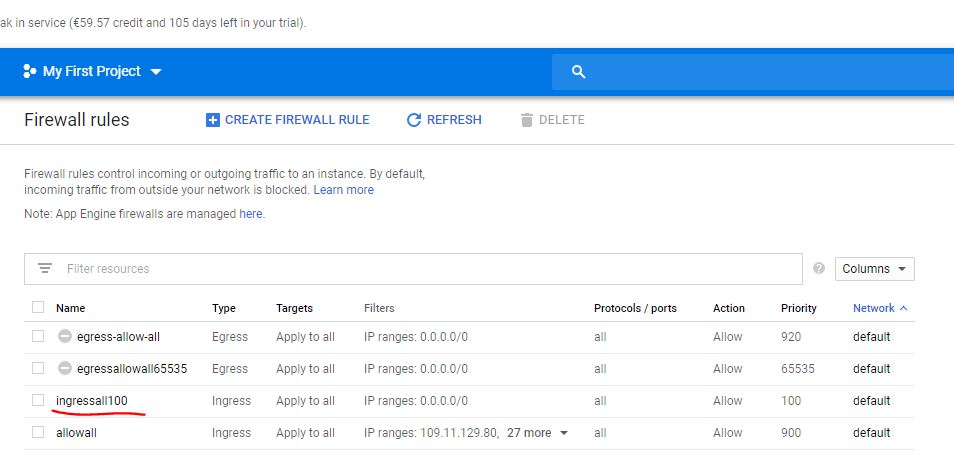 ak in service (€59.57 credit and 105 days left in your trial).
My First Project
Firewall rules CREATE FIREWALL RULE REFRESH DELETE
Firewall rules control incoming or outgoing traffic to an instance. By default,
incoming traffic from outside your network is blocked. Learn more
Note: App Engine firewalls are managed here.
Filter resources ? Columns
Name Type Targets Filters Protocols / ports Action Priority Network
egress-allow-all Egress Apply to all IP ranges: 0.0.0.0/0 all Allow 920 default
egressallowall65535 Egress Apply to all IP ranges: 0.0.0.0/0 all Allow 65535 default
ingressall100 Ingress Apply to all IP ranges: 0.0.0.0/0 all Allow 100 default
allowall Ingress Apply to all IP ranges: 109.11.129.80, 27 more all Allow 900 default